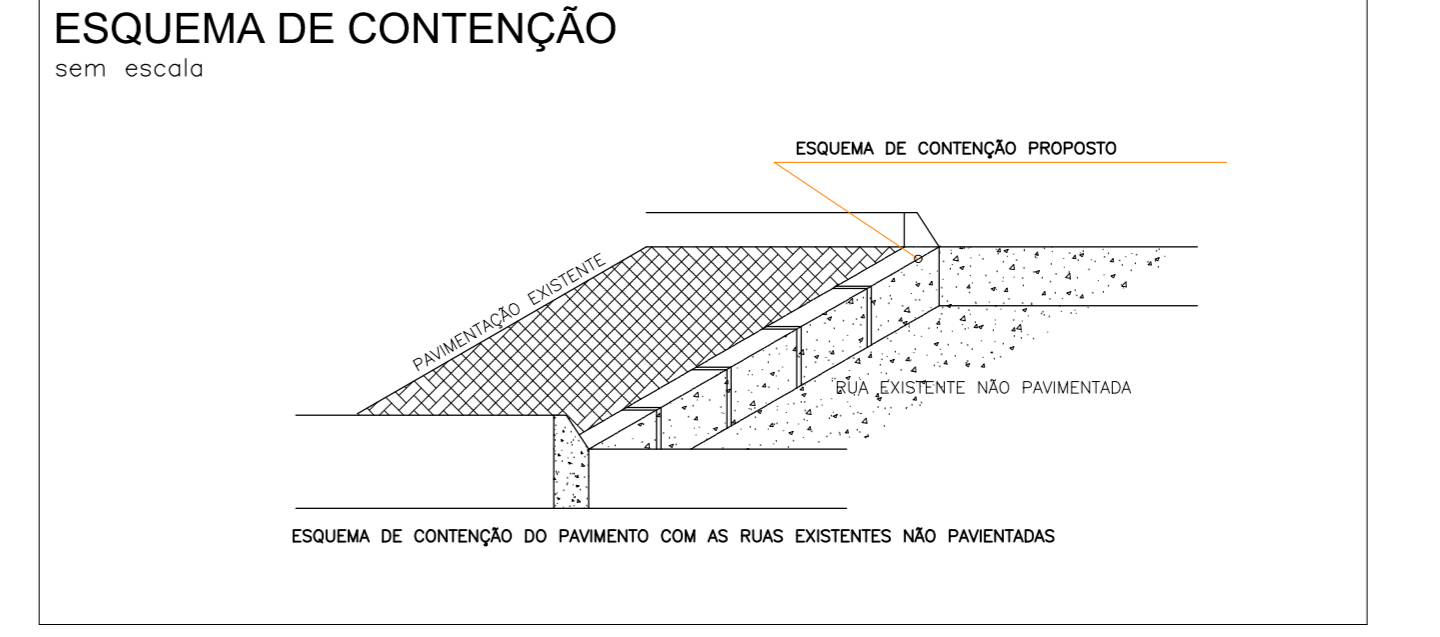 ESQUEMA DE CONTENÇÃO
sem escala
ESQUEMA DE CONTENÇÃO PROPOSTO
PAVIMENTAÇÃO EXISTENTE
RUA EXISTENTE NÃO PAVIMENTADA
ESQUEMA DE CONTENÇÃO DO PAVIMENTO COM AS RUAS EXISTENTES NÃO PAVIENTADAS